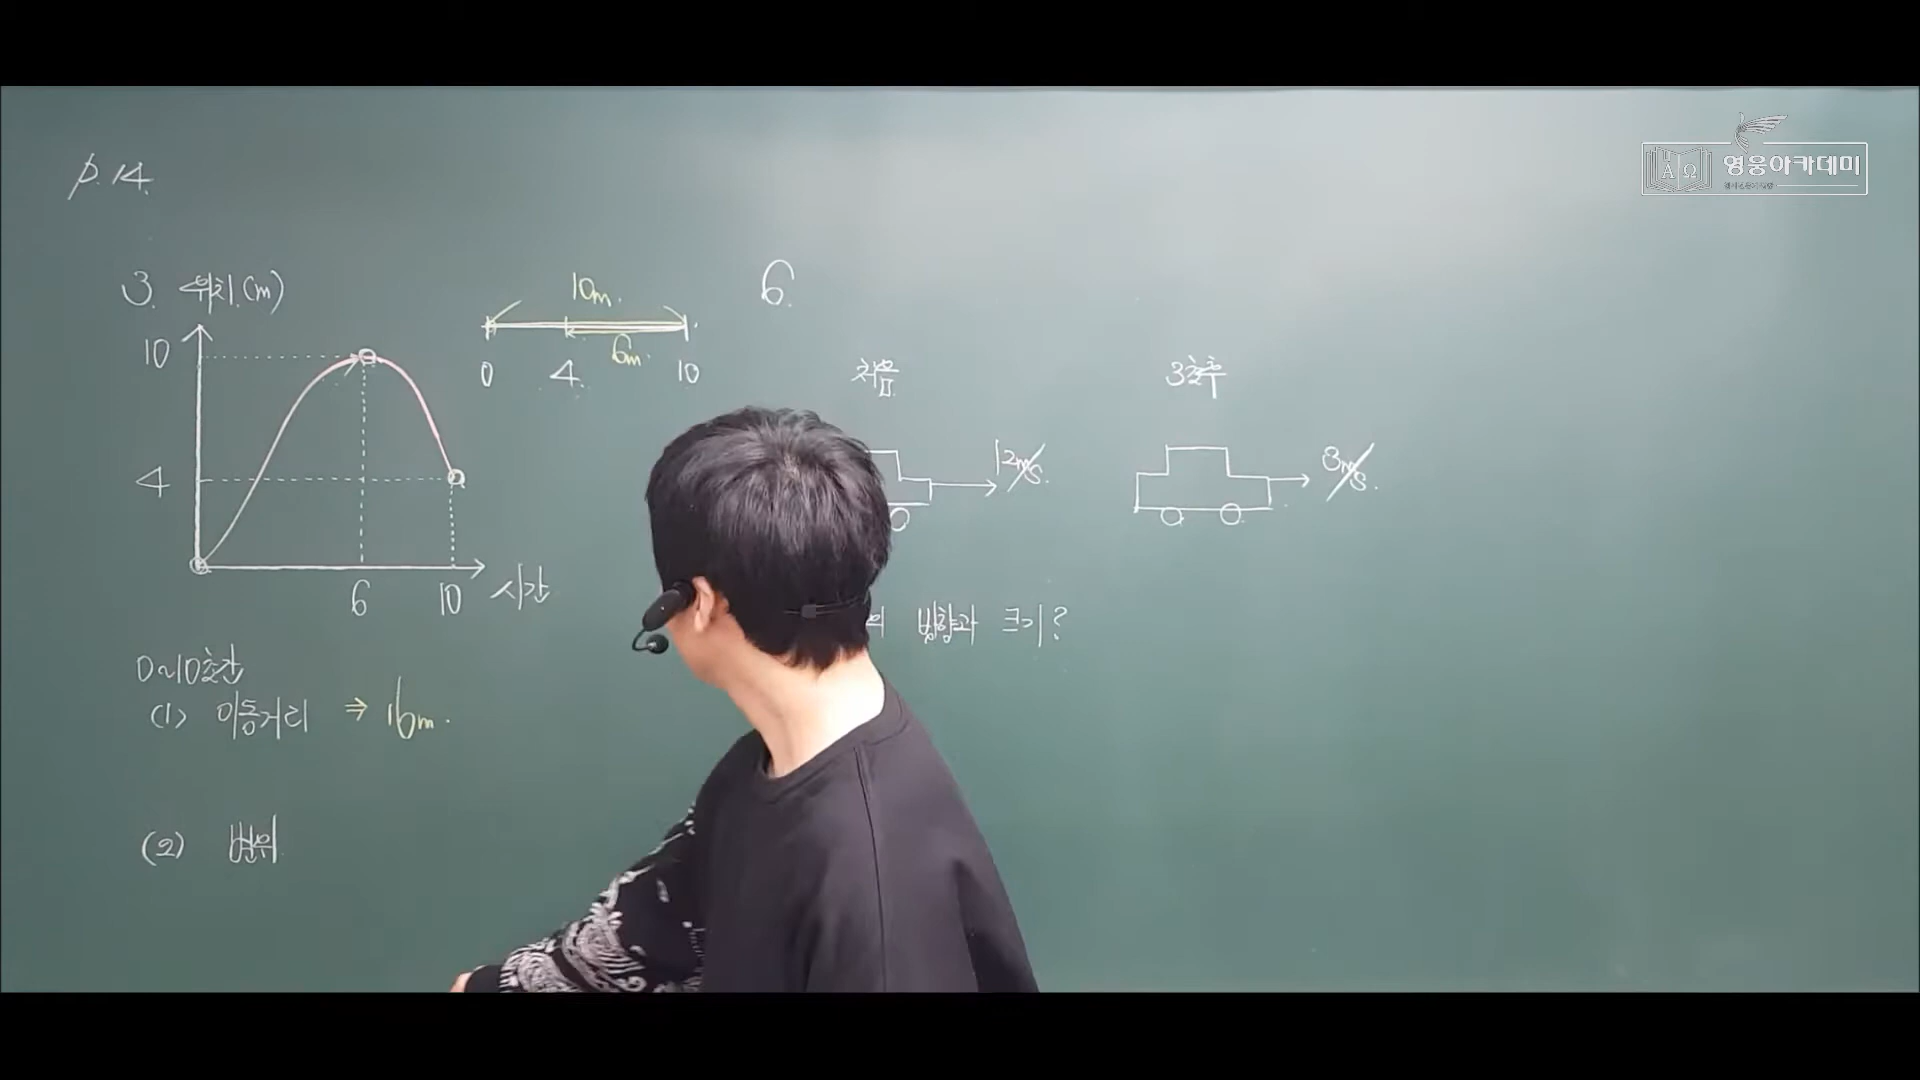 p.14.
영웅아카데미
3. 위치(m)
10
4
6
10
시간
10m.
6m.
0 4 10
0~10초간
(1) 이동거리 ⇒ 16m.
(2) 변위
6.
처음
3초후
12m/s.
3m/s.
의 방향과 크기?